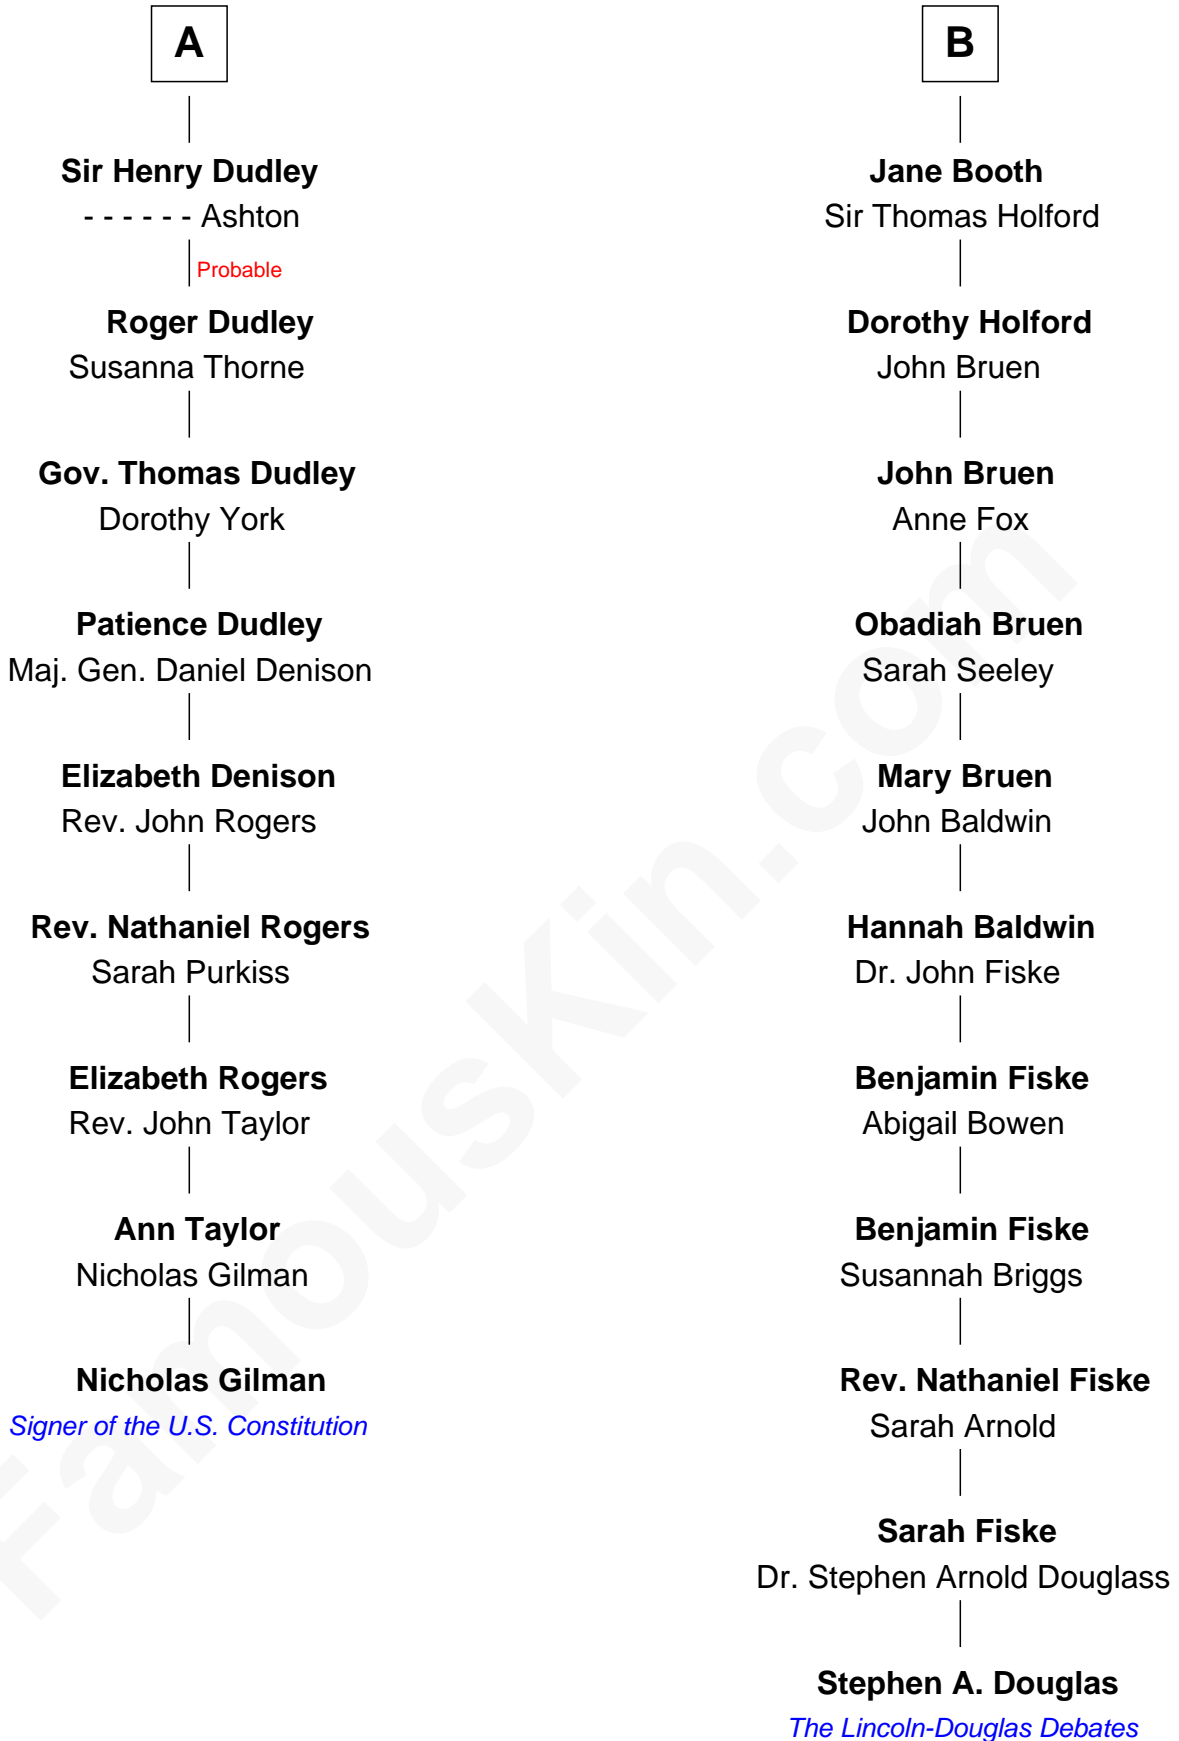 A
Sir Henry Dudley
- - - - - - Ashton
Probable
Roger Dudley
Susanna Thorne
Gov. Thomas Dudley
Dorothy York
Patience Dudley
Maj. Gen. Daniel Denison
Elizabeth Denison
Rev. John Rogers
Rev. Nathaniel Rogers
Sarah Purkiss
Elizabeth Rogers
Rev. John Taylor
Ann Taylor
Nicholas Gilman
Nicholas Gilman
Signer of the U.S. Constitution
B
Jane Booth
Sir Thomas Holford
Dorothy Holford
John Bruen
John Bruen
Anne Fox
Obadiah Bruen
Sarah Seeley
Mary Bruen
John Baldwin
Hannah Baldwin
Dr. John Fiske
Benjamin Fiske
Abigail Bowen
Benjamin Fiske
Susannah Briggs
Rev. Nathaniel Fiske
Sarah Arnold
Sarah Fiske
Dr. Stephen Arnold Douglass
Stephen A. Douglas
The Lincoln-Douglas Debates
FamousKin.com